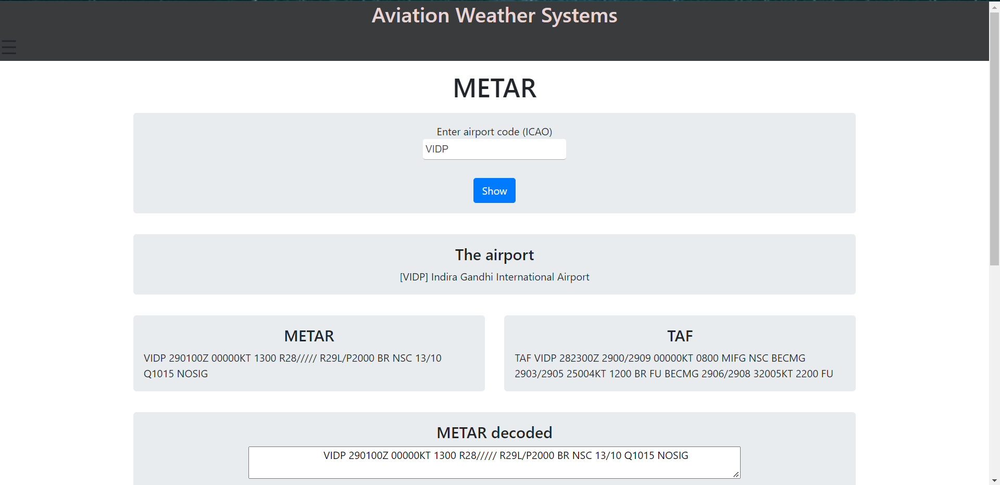 Aviation Weather Systems
METAR
Enter airport code (ICAO)
VIDP
Show
The airport
[VIDP] Indira Gandhi International Airport
METAR
VIDP 290100Z 00000KT 1300 R28///// R29L/P2000 BR NSC 13/10
Q1015 NOSIG
TAF
TAF VIDP 282300Z 2900/2909 00000KT 0800 MIFG NSC BECMG
2903/2905 25004KT 1200 BR FU BECMG 2906/2908 32005KT 2200 FU
METAR decoded
VIDP 290100Z 00000KT 1300 R28///// R29L/P2000 BR NSC 13/10 Q1015 NOSIG